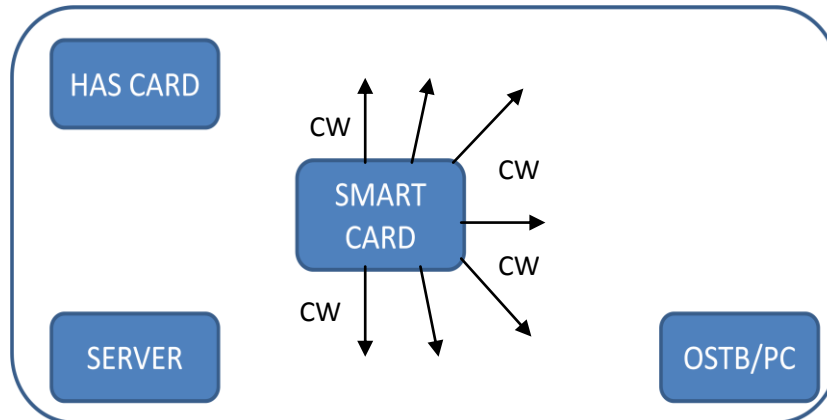 HAS CARD
CW
CW
SMART
CARD
CW
CW
SERVER
OSTB/PC